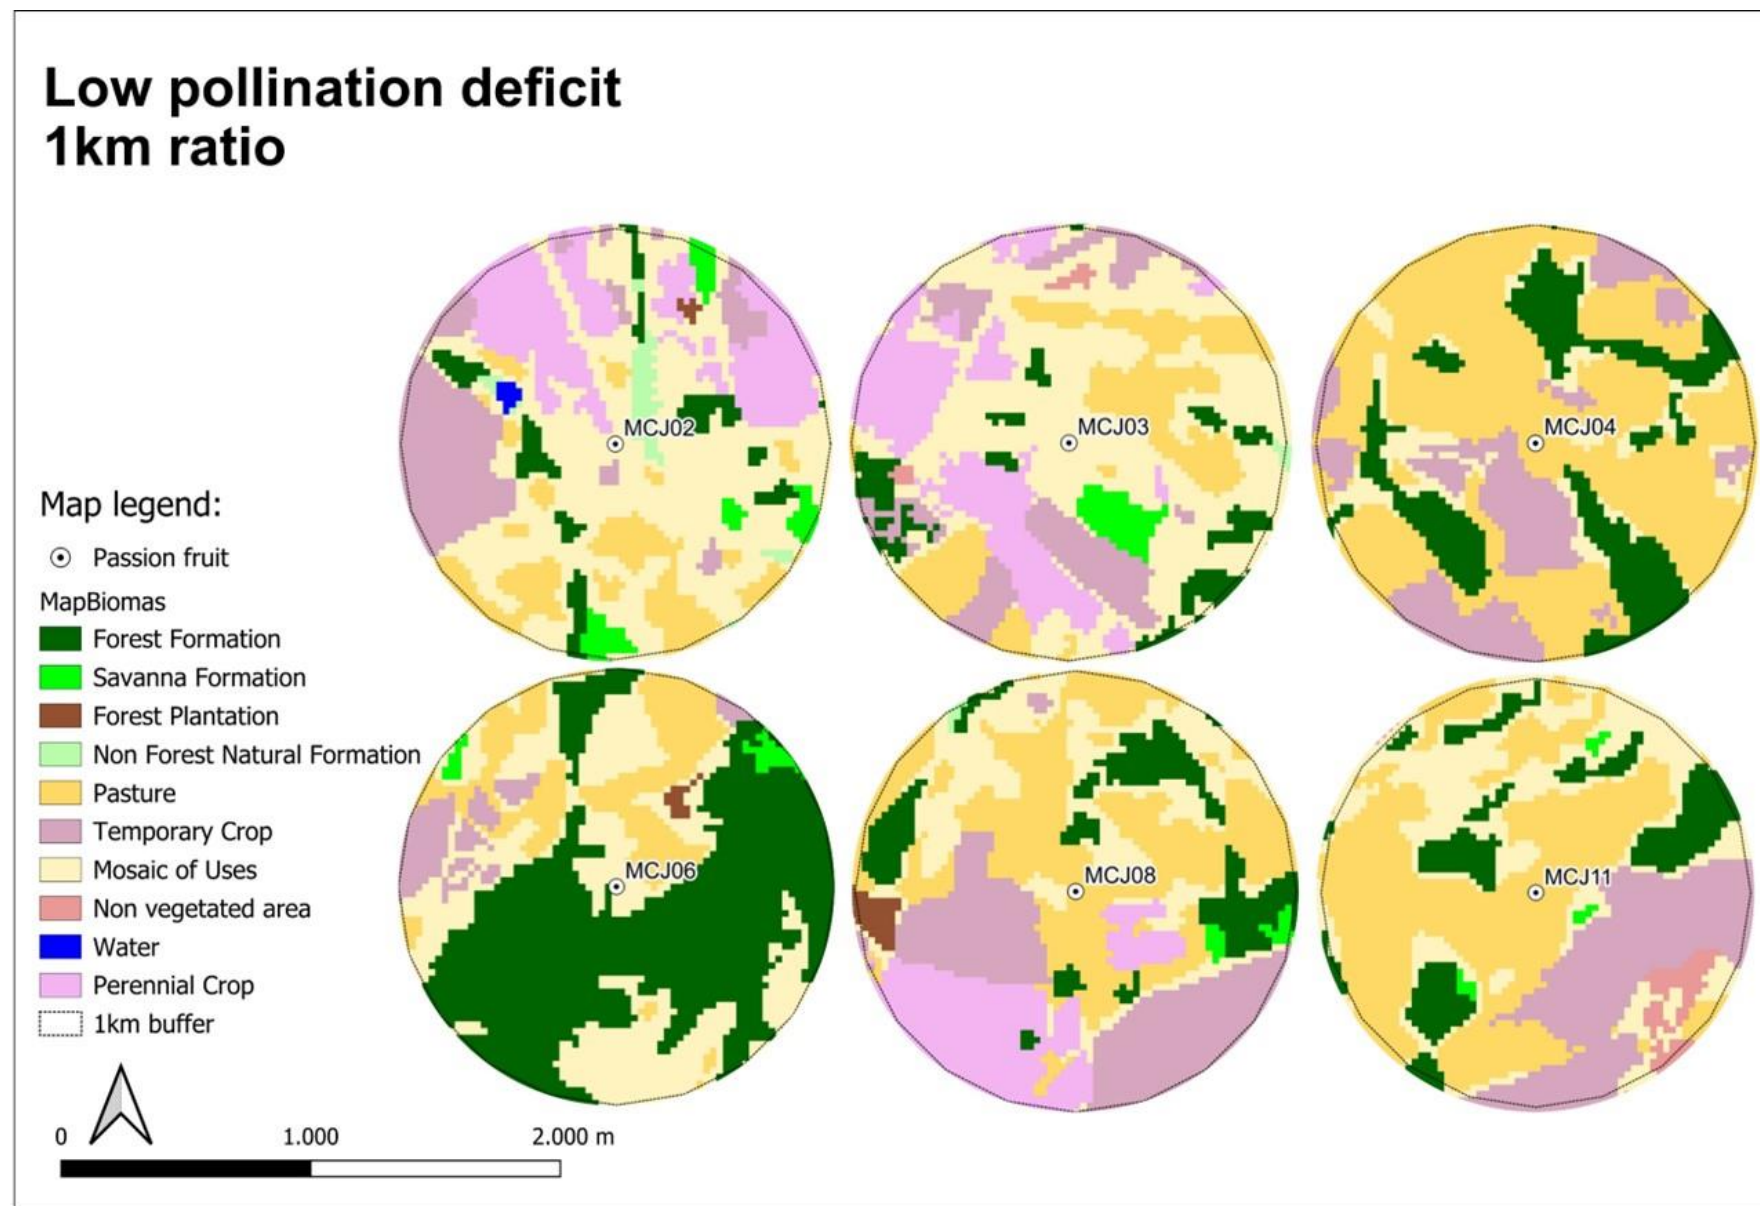 Low pollination deficit
1km ratio
MCJ02
MCJ03
MCJ04
Map legend:
Passion fruit
MapBiomas
Forest Formation
Savanna Formation
Forest Plantation
Non Forest Natural Formation
Pasture
Temporary Crop
Mosaic of Uses
Non vegetated area
Water
Perennial Crop
1km buffer
MCJ06
MCJ08
MCJ11
0 1.000 2.000 m